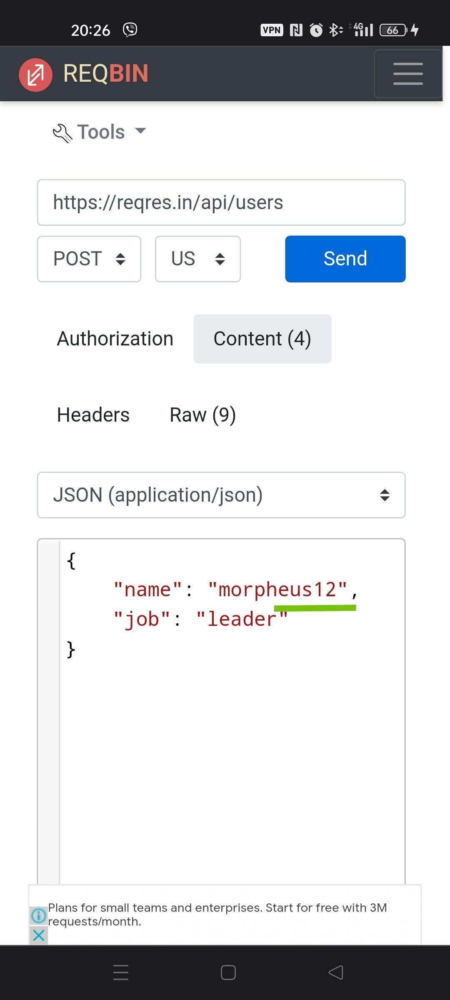 20:26 VPN 4G 66
REQBIN
Tools
https://reqres.in/api/users
POST US Send
Authorization Content (4)
Headers Raw (9)
JSON (application/json)
{
"name": "morpheus12",
"job": "leader"
}
Plans for small teams and enterprises. Start for free with 3M
requests/month.